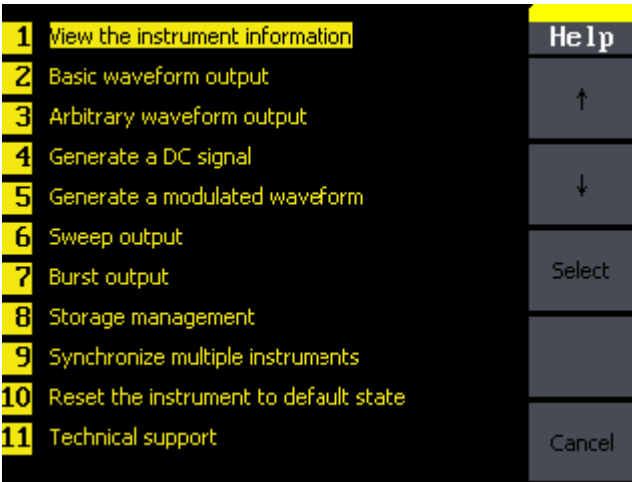 1 View the instrument information
2 Basic waveform output
3 Arbitrary waveform output
4 Generate a DC signal
5 Generate a modulated waveform
6 Sweep output
7 Burst output
8 Storage management
9 Synchronize multiple instruments
10 Reset the instrument to default state
11 Technical support
Help
↑
↓
Select
Cancel